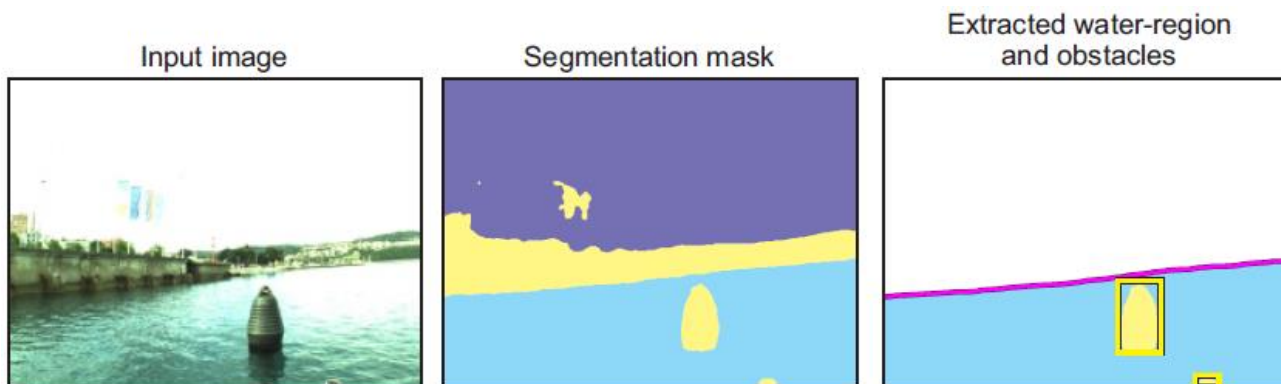 Input image
Segmentation mask
Extracted water-region
and obstacles